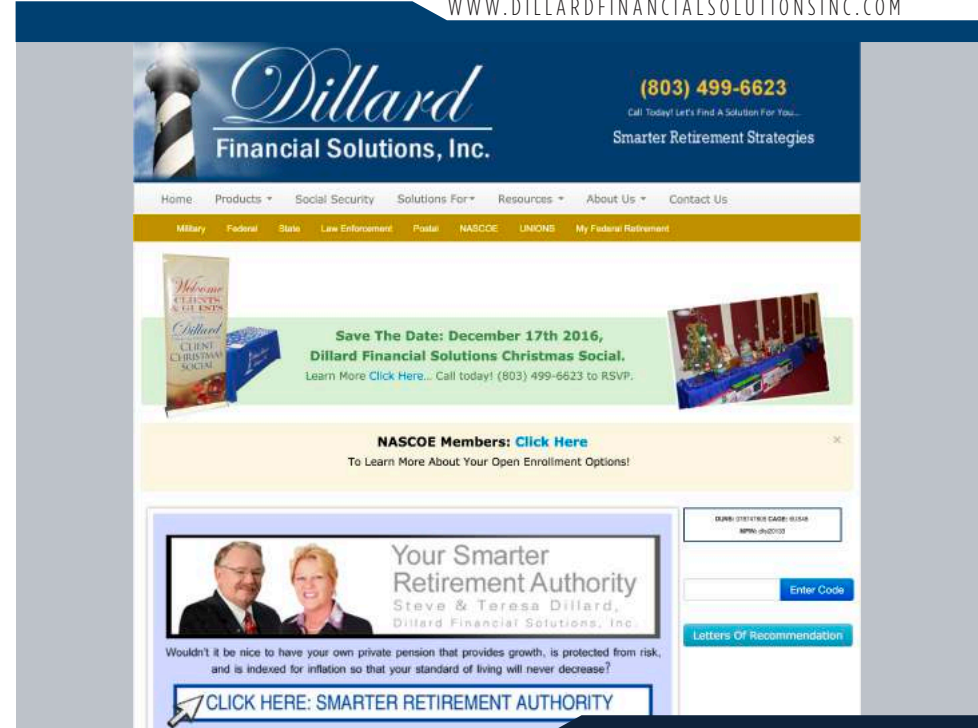 WWW.DILLARDFINANCIALSOLUTIONSINC.COM
Dillard
Financial Solutions, Inc.
(803) 499-6623
Call Today! Let's Find A Solution For You...
Smarter Retirement Strategies
Home Products Social Security Solutions For Resources About Us Contact Us
Military Federal State Law Enforcement Postal NASCOE UNIONS My Federal Retirement
Welcome
CLIENTS
& GUESTS
Dillard
CLIENT
CHRISTMAS
SOCIAL
Save The Date: December 17th 2016,
Dillard Financial Solutions Christmas Social.
Learn More Click Here... Call today! (803) 499-6623 to RSVP.
NASCOE Members: Click Here
×
To Learn More About Your Open Enrollment Options!
DUNS: CAGE:
NPIN:
Your Smarter
Retirement Authority
Steve & Teresa Dillard,
Dillard Financial Solutions, Inc.
Wouldn't it be nice to have your own private pension that provides growth, is protected from risk,
and is indexed for inflation so that your standard of living will never decrease?
CLICK HERE: SMARTER RETIREMENT AUTHORITY
Enter Code
Letters Of Recommendation